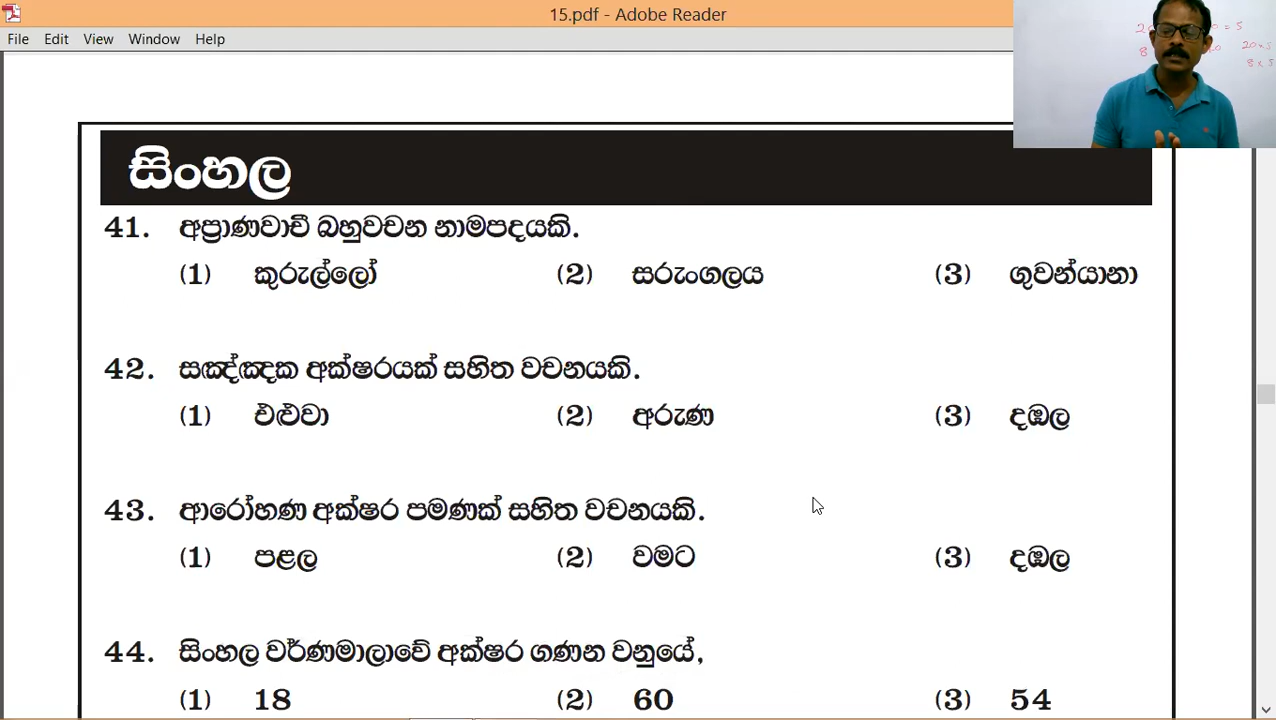 15.pdf - Adobe Reader
File Edit View Window Help
සිංහල
41. අප්‍රාණවාචී බහුවචන නාමපදයකි.
(1) කුරුල්ලෝ (2) සරුංගලය (3) ගුවන්යානා
42. සඤ්ඤක අක්ෂරයක් සහිත වචනයකි.
(1) එළුවා (2) අරුණ (3) දඹල
43. ආරෝහණ අක්ෂර පමණක් සහිත වචනයකි.
(1) පළල (2) වමට (3) දඹල
44. සිංහල වර්ණමාලාවේ අක්ෂර ගණන වනුයේ,
(1) 18 (2) 60 (3) 54